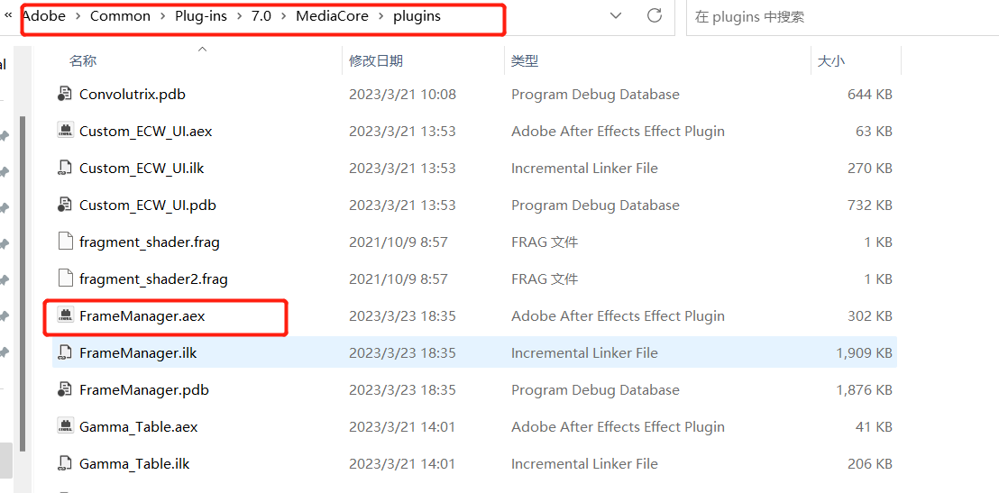 « Adobe > Common > Plug-ins > 7.0 > MediaCore > plugins 在 plugins 中搜索
al
名称 修改日期 类型 大小
Convolutrix.pdb 2023/3/21 10:08 Program Debug Database 644 KB
Custom_ECW_UI.aex 2023/3/21 13:53 Adobe After Effects Effect Plugin 63 KB
Custom_ECW_UI.ilk 2023/3/21 13:53 Incremental Linker File 270 KB
Custom_ECW_UI.pdb 2023/3/21 13:53 Program Debug Database 732 KB
fragment_shader.frag 2021/10/9 8:57 FRAG 文件 1 KB
fragment_shader2.frag 2021/10/9 8:57 FRAG 文件 1 KB
FrameManager.aex 2023/3/23 18:35 Adobe After Effects Effect Plugin 302 KB
FrameManager.ilk 2023/3/23 18:35 Incremental Linker File 1,909 KB
FrameManager.pdb 2023/3/23 18:35 Program Debug Database 1,876 KB
Gamma_Table.aex 2023/3/21 14:01 Adobe After Effects Effect Plugin 41 KB
Gamma_Table.ilk 2023/3/21 14:01 Incremental Linker File 206 KB